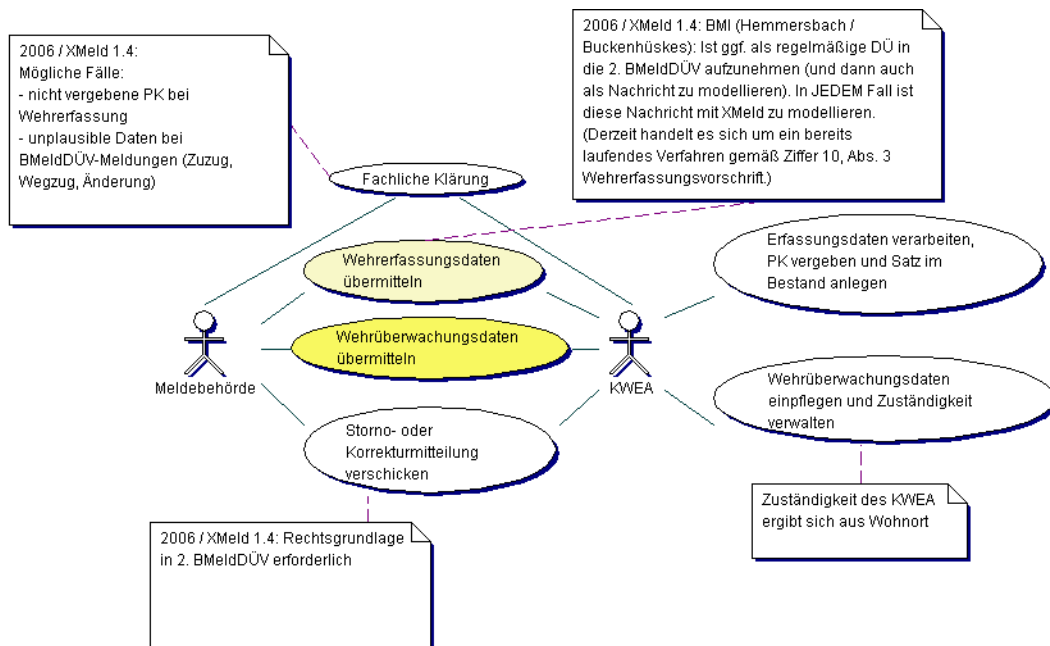 2006 / XMeld 1.4:
Mögliche Fälle:
- nicht vergebene PK bei
Wehrerfassung
- unplausible Daten bei
BMeldDÜV-Meldungen (Zuzug,
Wegzug, Änderung)
2006 / XMeld 1.4: BMI (Hemmersbach /
Buckenhüskes): Ist ggf. als regelmäßige DÜ in
die 2. BMeldDÜV aufzunehmen (und dann auch
als Nachricht zu modellieren). In JEDEM Fall ist
diese Nachricht mit XMeld zu modellieren.
(Derzeit handelt es sich um ein bereits
laufendes Verfahren gemäß Ziffer 10, Abs. 3
Wehrerfassungsvorschrift.)
Fachliche Klärung
Wehrerfassungsdaten
übermitteln
Erfassungsdaten verarbeiten,
PK vergeben und Satz im
Bestand anlegen
Wehrüberwachungsdaten
übermitteln
Meldebehörde
KWEA
Wehrüberwachungsdaten
einpflegen und Zuständigkeit
verwalten
Storno- oder
Korrekturmitteilung
verschicken
Zuständigkeit des KWEA
ergibt sich aus Wohnort
2006 / XMeld 1.4: Rechtsgrundlage
in 2. BMeldDÜV erforderlich